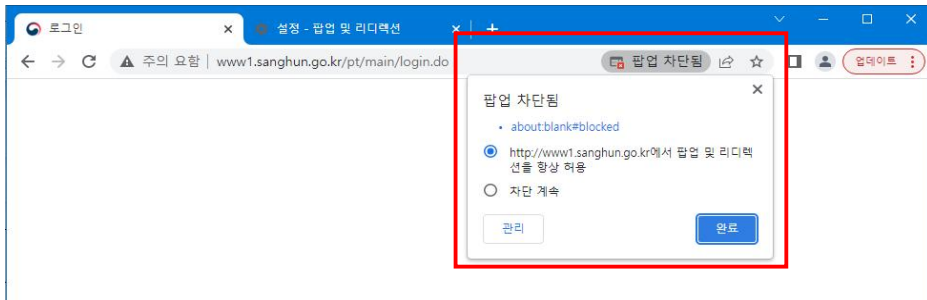 로그인
설정 - 팝업 및 리디렉션
주의 요함 | www1.sanghun.go.kr/pt/main/login.do
팝업 차단됨
업데이트
팝업 차단됨
• about:blank#blocked
http://www1.sanghun.go.kr에서 팝업 및 리디렉
션을 항상 허용
차단 계속
관리
완료